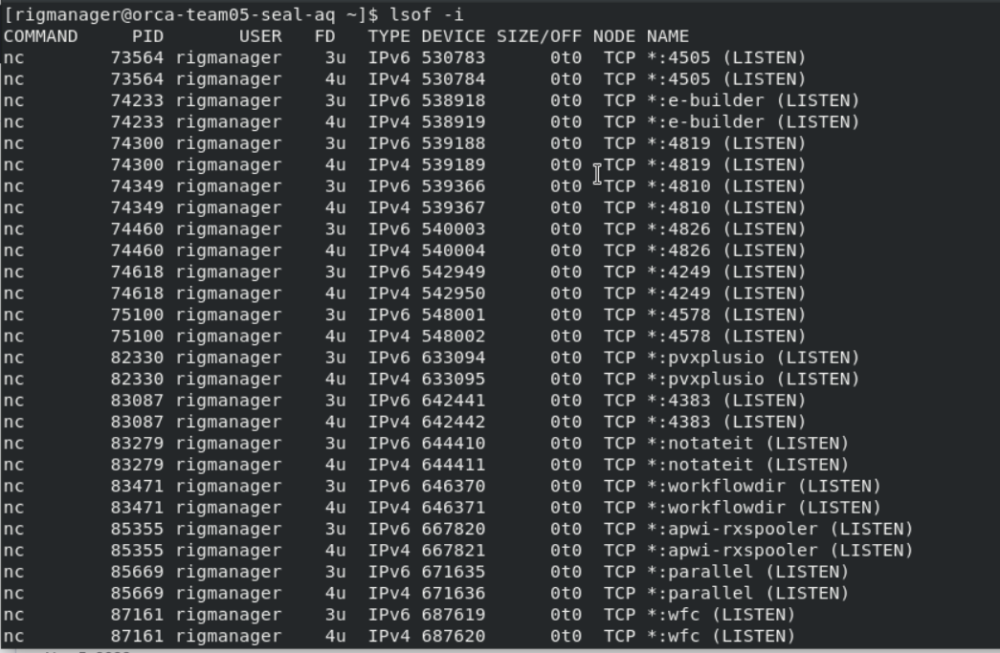 [rigmanager@orca-team05-seal-aq ~]$ lsof -i
COMMAND     PID       USER   FD   TYPE DEVICE SIZE/OFF NODE NAME
nc        73564 rigmanager    3u  IPv6 530783      0t0  TCP *:4505 (LISTEN)
nc        73564 rigmanager    4u  IPv4 530784      0t0  TCP *:4505 (LISTEN)
nc        74233 rigmanager    3u  IPv6 538918      0t0  TCP *:e-builder (LISTEN)
nc        74233 rigmanager    4u  IPv4 538919      0t0  TCP *:e-builder (LISTEN)
nc        74300 rigmanager    3u  IPv6 539188      0t0  TCP *:4819 (LISTEN)
nc        74300 rigmanager    4u  IPv4 539189      0t0  TCP *:4819 (LISTEN)
nc        74349 rigmanager    3u  IPv6 539366      0t0  TCP *:4810 (LISTEN)
nc        74349 rigmanager    4u  IPv4 539367      0t0  TCP *:4810 (LISTEN)
nc        74460 rigmanager    3u  IPv6 540003      0t0  TCP *:4826 (LISTEN)
nc        74460 rigmanager    4u  IPv4 540004      0t0  TCP *:4826 (LISTEN)
nc        74618 rigmanager    3u  IPv6 542949      0t0  TCP *:4249 (LISTEN)
nc        74618 rigmanager    4u  IPv4 542950      0t0  TCP *:4249 (LISTEN)
nc        75100 rigmanager    3u  IPv6 548001      0t0  TCP *:4578 (LISTEN)
nc        75100 rigmanager    4u  IPv4 548002      0t0  TCP *:4578 (LISTEN)
nc        82330 rigmanager    3u  IPv6 633094      0t0  TCP *:pvxplusio (LISTEN)
nc        82330 rigmanager    4u  IPv4 633095      0t0  TCP *:pvxplusio (LISTEN)
nc        83087 rigmanager    3u  IPv6 642441      0t0  TCP *:4383 (LISTEN)
nc        83087 rigmanager    4u  IPv4 642442      0t0  TCP *:4383 (LISTEN)
nc        83279 rigmanager    3u  IPv6 644410      0t0  TCP *:notateit (LISTEN)
nc        83279 rigmanager    4u  IPv4 644411      0t0  TCP *:notateit (LISTEN)
nc        83471 rigmanager    3u  IPv6 646370      0t0  TCP *:workflowdir (LISTEN)
nc        83471 rigmanager    4u  IPv4 646371      0t0  TCP *:workflowdir (LISTEN)
nc        85355 rigmanager    3u  IPv6 667820      0t0  TCP *:apwi-rxspooler (LISTEN)
nc        85355 rigmanager    4u  IPv4 667821      0t0  TCP *:apwi-rxspooler (LISTEN)
nc        85669 rigmanager    3u  IPv6 671635      0t0  TCP *:parallel (LISTEN)
nc        85669 rigmanager    4u  IPv4 671636      0t0  TCP *:parallel (LISTEN)
nc        87161 rigmanager    3u  IPv6 687619      0t0  TCP *:wfc (LISTEN)
nc        87161 rigmanager    4u  IPv4 687620      0t0  TCP *:wfc (LISTEN)